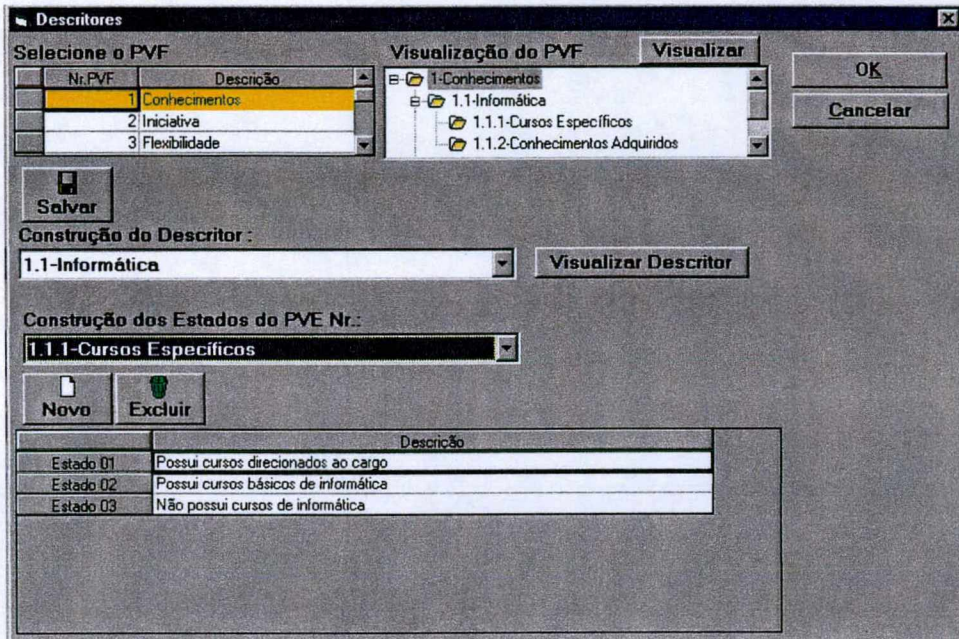 Descritores
Selecione o PVF
Nr.PVF Descrição
1 Conhecimentos
2 Iniciativa
3 Flexibilidade
Visualização do PVF Visualizar
1-Conhecimentos
1.1-Informática
1.1.1-Cursos Específicos
1.1.2-Conhecimentos Adquiridos
OK
Cancelar
Salvar
Construção do Descritor :
1.1-Informática Visualizar Descritor
Construção dos Estados do PVE Nr.:
1.1.1-Cursos Específicos
Novo Excluir
Descrição
Estado 01 Possui cursos direcionados ao cargo
Estado 02 Possui cursos básicos de informática
Estado 03 Não possui cursos de informática